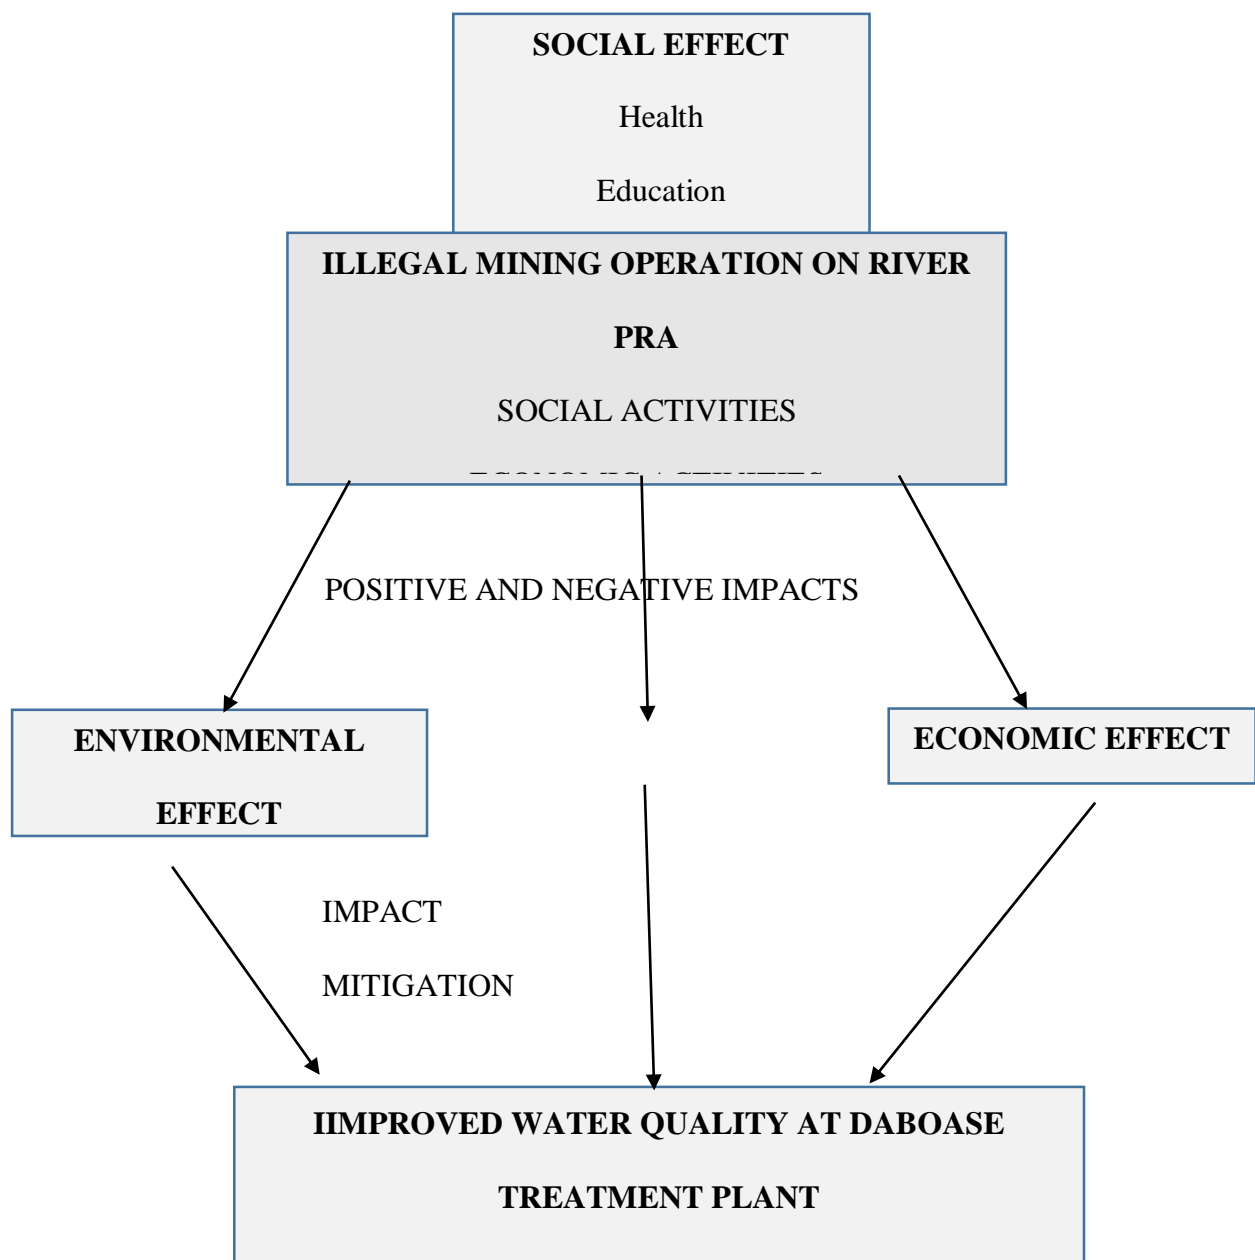 SOCIAL EFFECT
Health
Education
ILLEGAL MINING OPERATION ON RIVER
PRA
SOCIAL ACTIVITIES
POSITIVE AND NEGATIVE IMPACTS
ENVIRONMENTAL
EFFECT
ECONOMIC EFFECT
IMPACT
MITIGATION
IIMPROVED WATER QUALITY AT DABOASE
TREATMENT PLANT